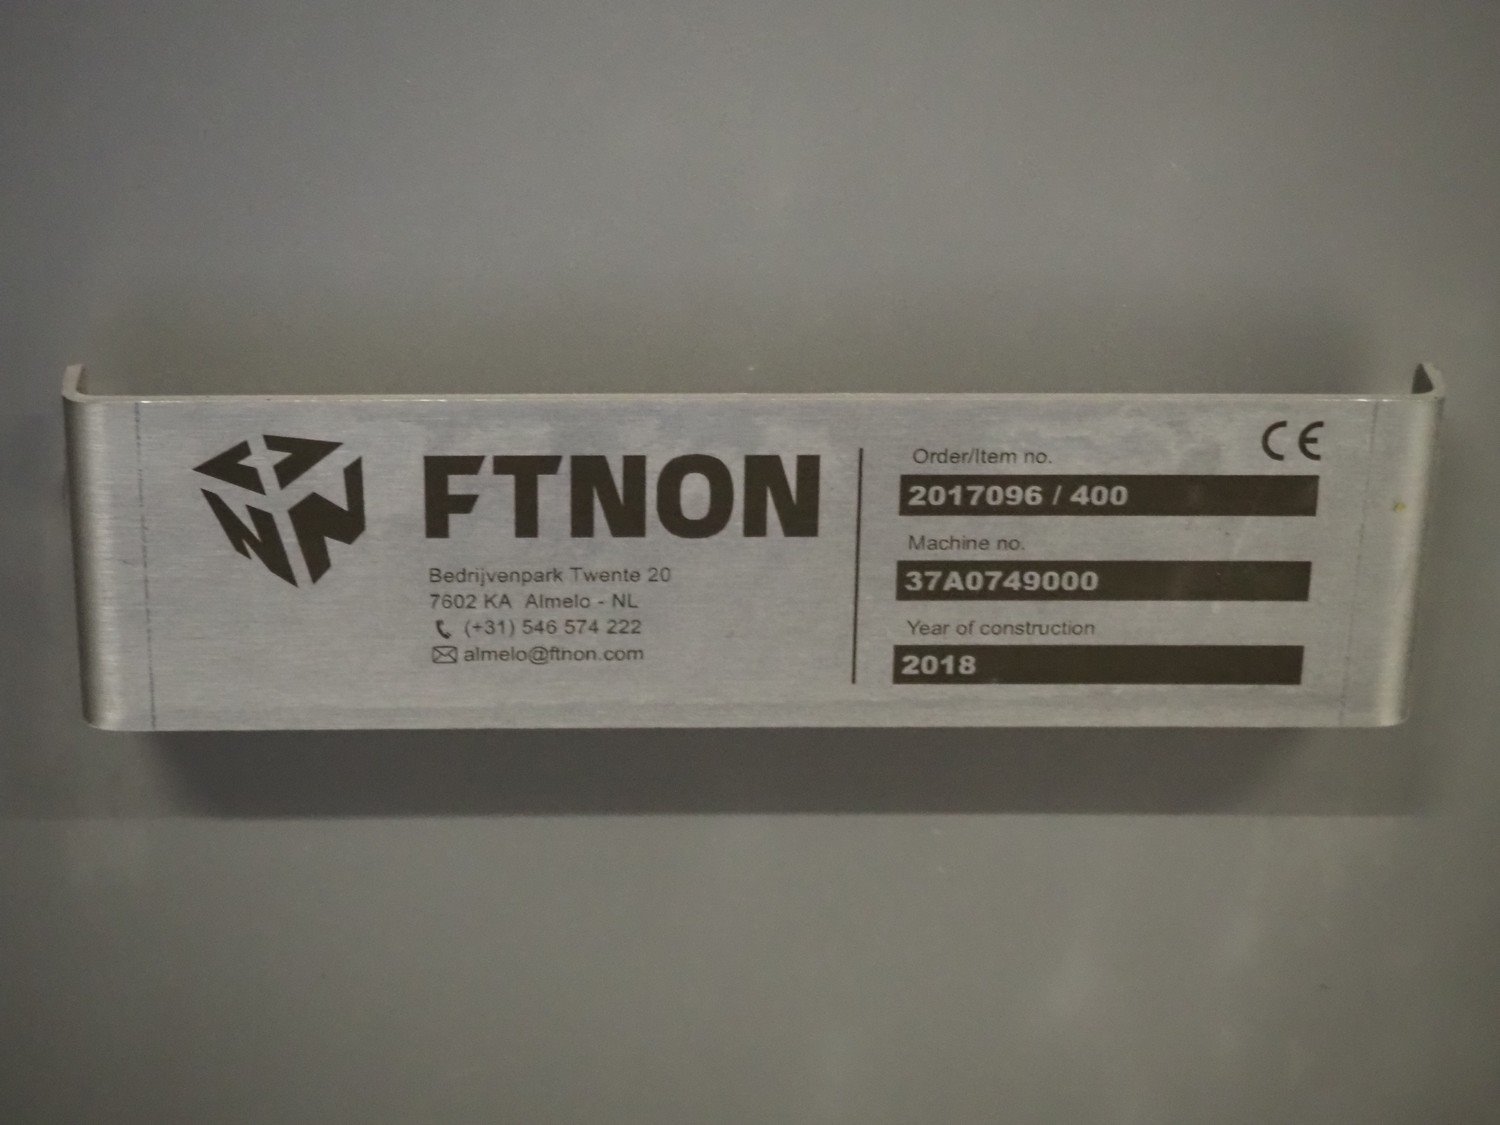 FTNON
Bedrijvenpark Twente 20
7602 KA Almelo - NL
(+31) 546 574 222
almelo@ftnon.com
CE
Order/Item no.
2017096 / 400
Machine no.
37A0749000
Year of construction
2018